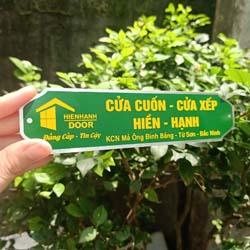 HIENHANH
DOOR
Đẳng Cấp - Tin Cậy
CỬA CUỐN - CỬA XẾP
HIỀN - HẠNH
KCN Mả Ông Đình Bảng - Từ Sơn - Bắc Ninh